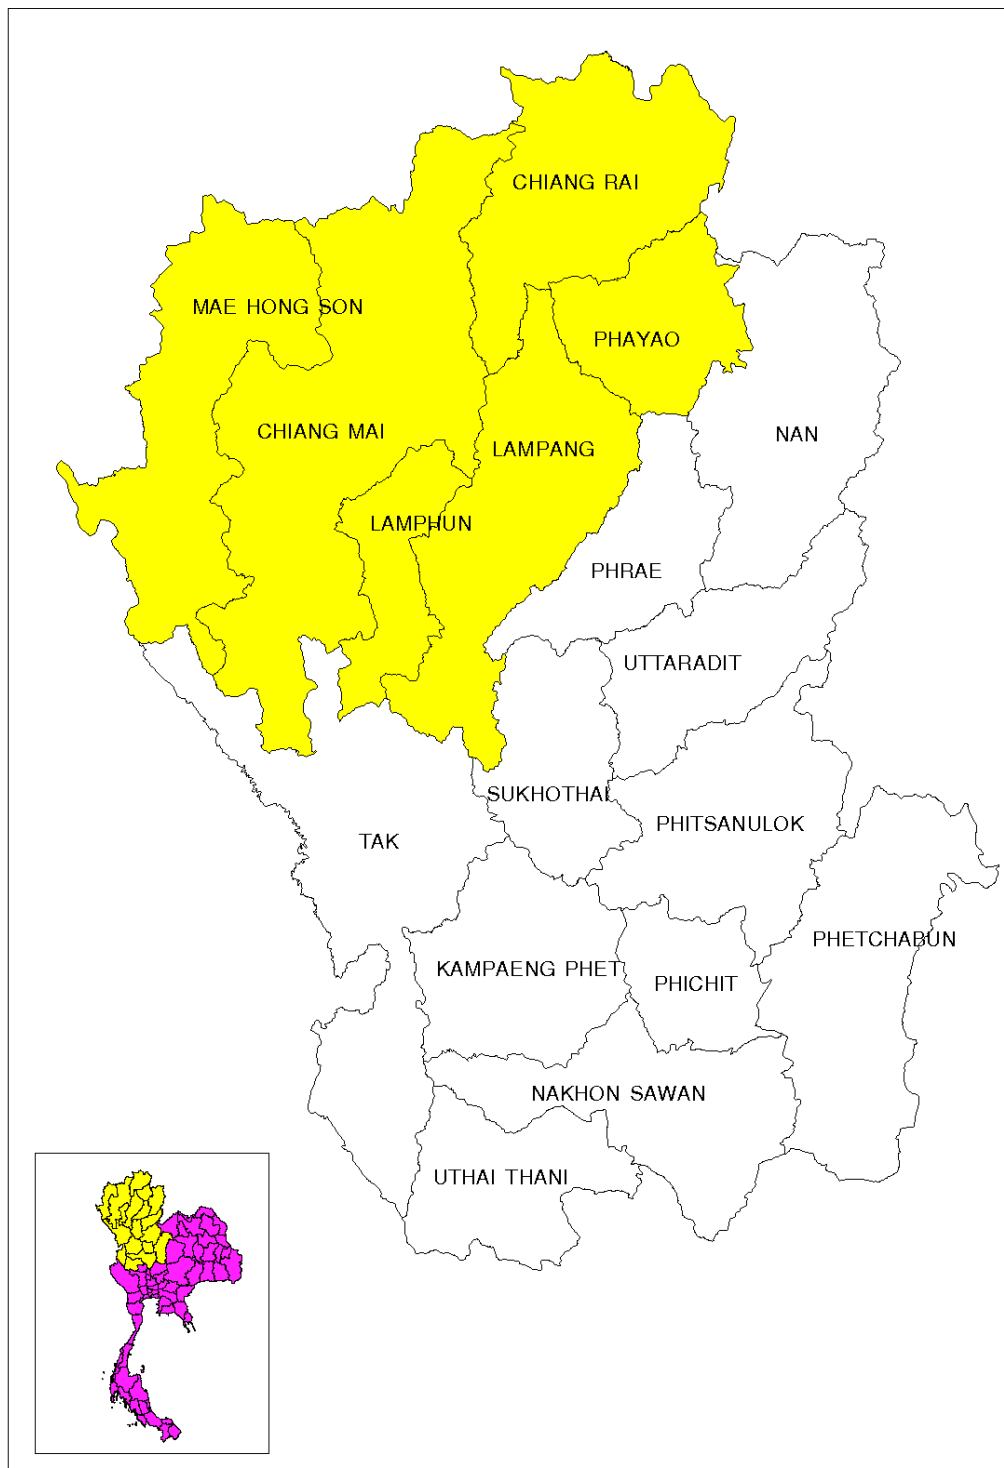 CHIANG RAI
MAE HONG SON
PHAYAO
CHIANG MAI
NAN
LAMPANG
LAMPHUN
PHRAE
UTTARADIT
SUKHOTHAI
PHITSANULOK
TAK
PHETCHABUN
KAMPAENG PHET
PHICHIT
NAKHON SAWAN
UTHAI THANI